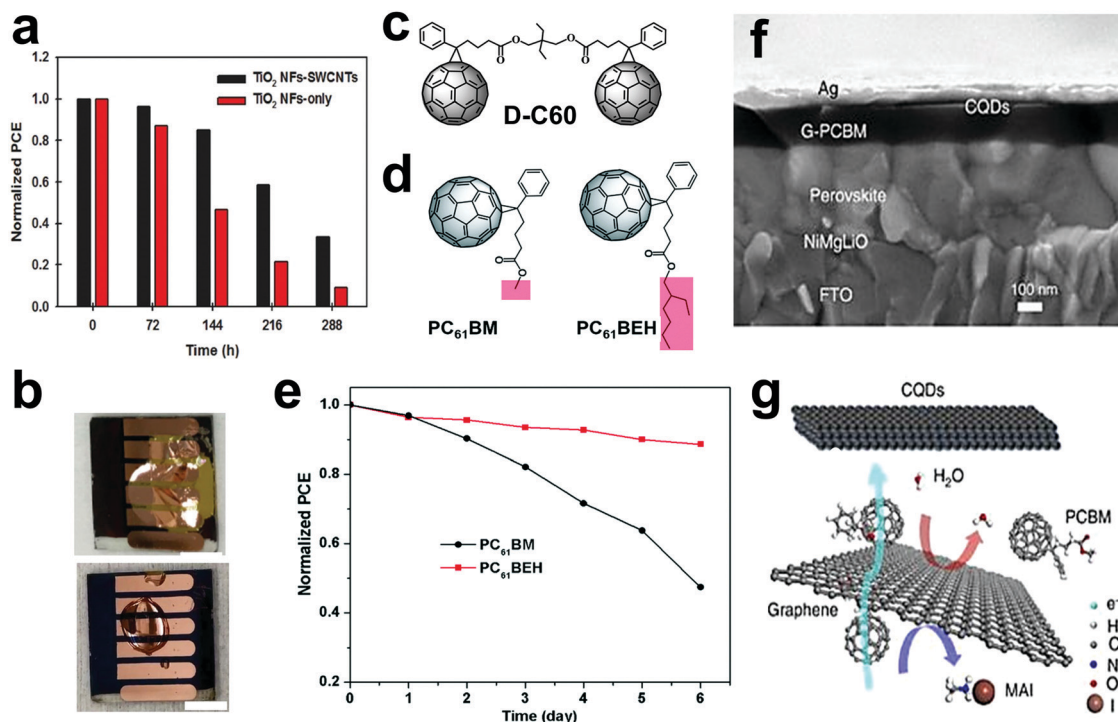 a
1.2
1.0
0.8
0.6
0.4
0.2
0.0
Normalized PCE
TiO2 NFs-SWCNTs
TiO2 NFs-only
0
72
144
216
288
Time (h)
b
c
O
O
O
O
D-C60
d
O
O
PC61BM
O
O
PC61BEH
e
1.0
0.8
0.6
0.4
0.2
Normalized PCE
PC61BM
PC61BEH
0
1
2
3
4
5
6
Time (day)
f
Ag
CQDs
G-PCBM
Perovskite
NiMgLiO
FTO
100 nm
g
CQDs
H2O
PCBM
Graphene
MAI
e-
H
C
N
O
I